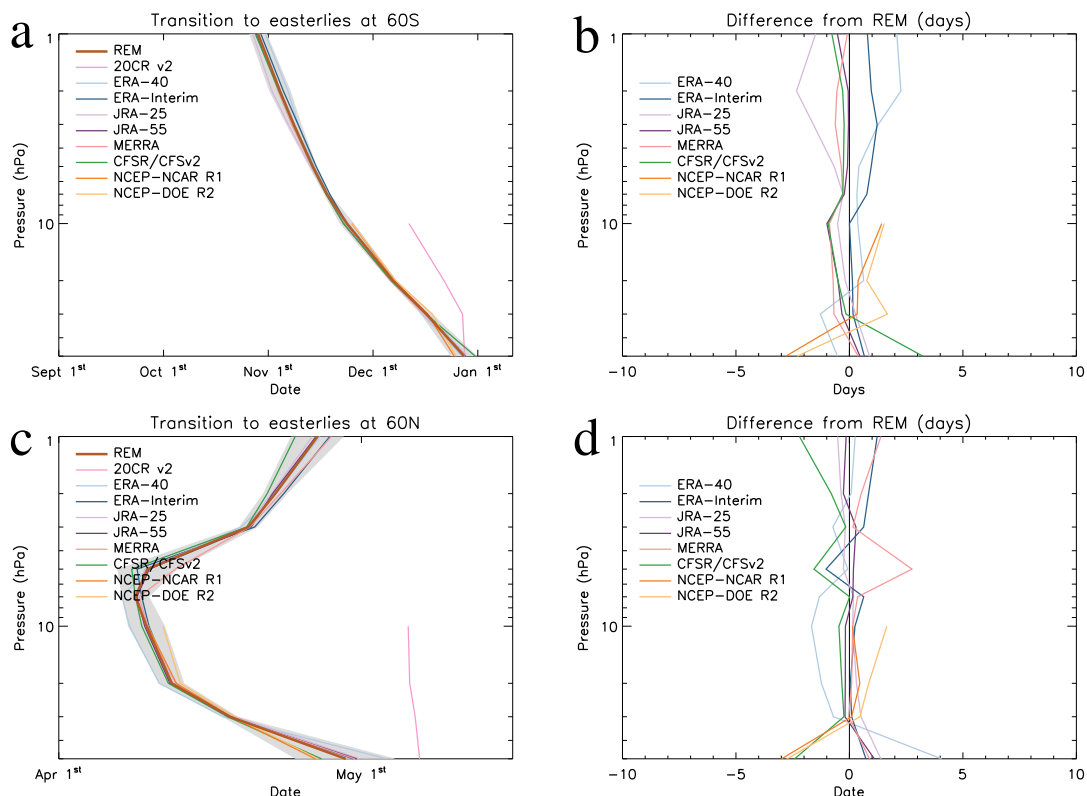 a
Transition to easterlies at 60S
1
10
Pressure (hPa)
REM
20CR v2
ERA-40
ERA-Interim
JRA-25
JRA-55
MERRA
CFSR/CFSv2
NCEP-NCAR R1
NCEP-DOE R2
Sept 1st
Oct 1st
Nov 1st
Dec 1st
Jan 1st
Date
b
Difference from REM (days)
1
10
Pressure (hPa)
ERA-40
ERA-Interim
JRA-25
JRA-55
MERRA
CFSR/CFSv2
NCEP-NCAR R1
NCEP-DOE R2
-10
-5
0
5
10
Days
c
Transition to easterlies at 60N
1
10
Pressure (hPa)
REM
20CR v2
ERA-40
ERA-Interim
JRA-25
JRA-55
MERRA
CFSR/CFSv2
NCEP-NCAR R1
NCEP-DOE R2
Apr 1st
May 1st
Date
d
Difference from REM (days)
1
10
Pressure (hPa)
ERA-40
ERA-Interim
JRA-25
JRA-55
MERRA
CFSR/CFSv2
NCEP-NCAR R1
NCEP-DOE R2
-10
-5
0
5
10
Date